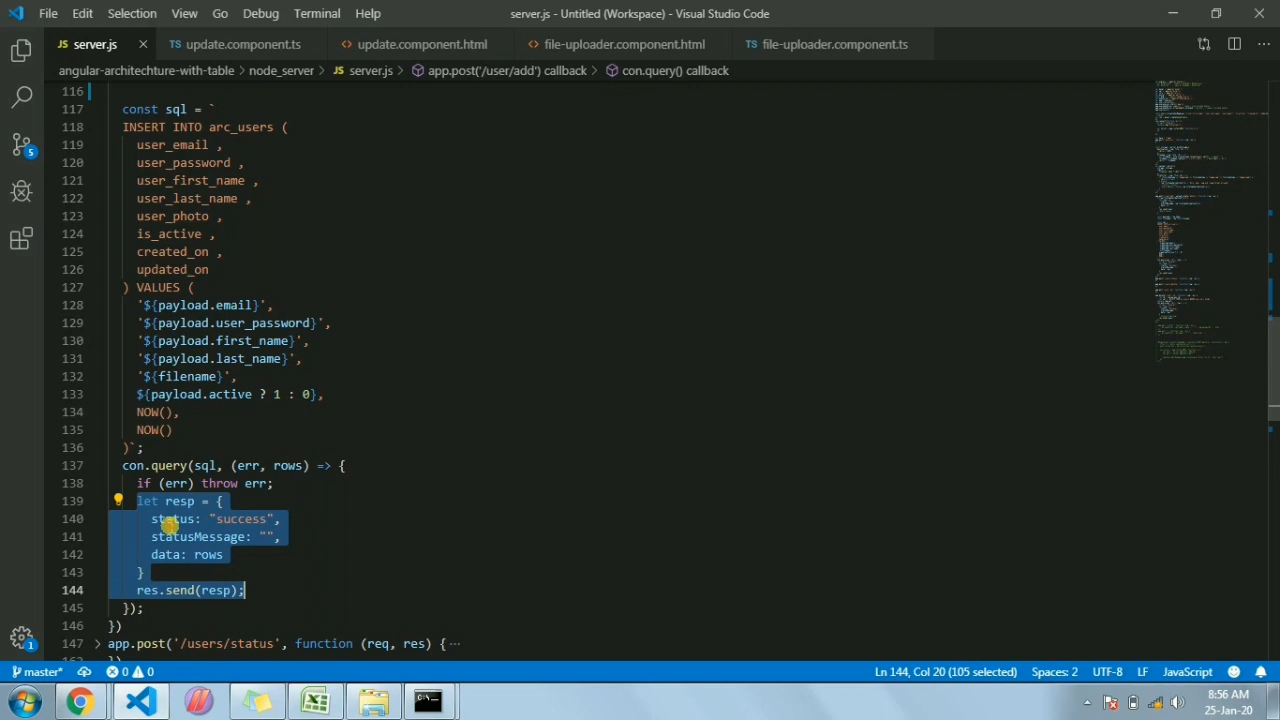 File Edit Selection View Go Debug Terminal Help server.js - Untitled (Workspace) - Visual Studio Code
server.js TS update.component.ts update.component.html file-uploader.component.html TS file-uploader.component.ts
angular-architechture-with-table > node_server > server.js > app.post('/user/add') callback > con.query() callback
116
117 const sql = `
118 INSERT INTO arc_users (
119 user_email ,
120 user_password ,
121 user_first_name ,
122 user_last_name ,
123 user_photo ,
124 is_active ,
125 created_on ,
126 updated_on
127 ) VALUES (
128 '${payload.email}',
129 '${payload.user_password}',
130 '${payload.first_name}',
131 '${payload.last_name}',
132 '${filename}',
133 ${payload.active ? 1 : 0},
134 NOW(),
135 NOW()
136 )`;
137 con.query(sql, (err, rows) => {
138 if (err) throw err;
139 let resp = {
140 status: "success",
141 statusMessage: "",
142 data: rows
143 }
144 res.send(resp);
145 });
146 })
147 app.post('/users/status', function (req, res) {…
162 })
5
1
master* 0 0 Ln 144, Col 20 (105 selected) Spaces: 2 UTF-8 LF JavaScript 1
8:56 AM
25-Jan-20